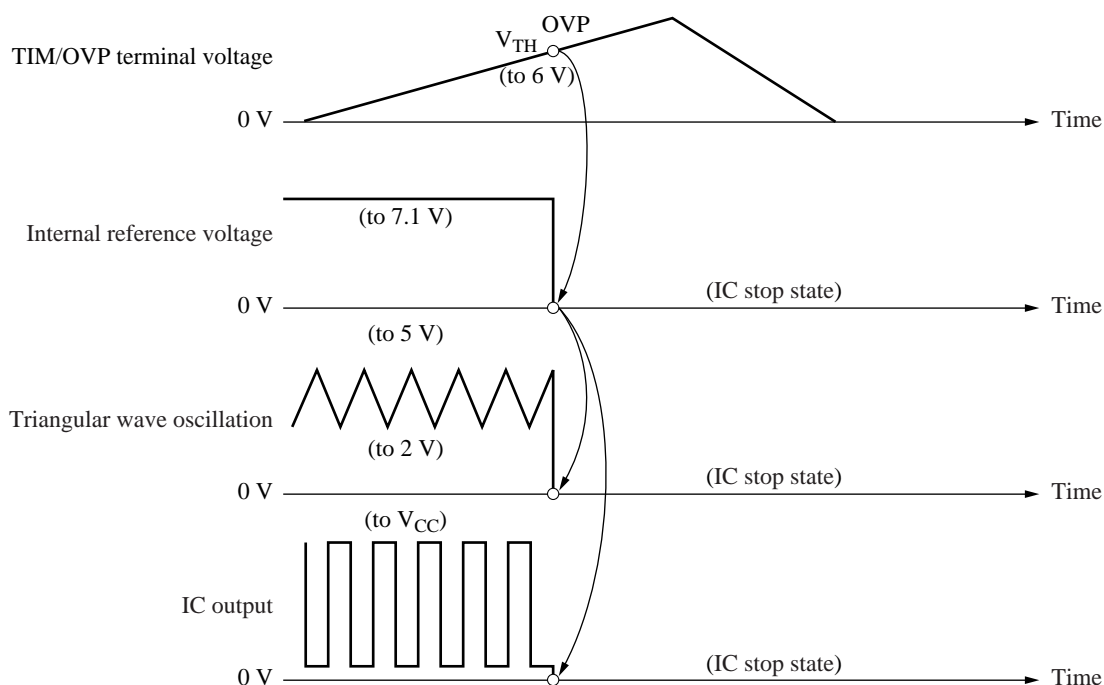 OVP
V_TH
TIM/OVP terminal voltage
(to 6 V)
0 V
Time
(to 7.1 V)
Internal reference voltage
(IC stop state)
0 V
Time
(to 5 V)
Triangular wave oscillation
(to 2 V)
(IC stop state)
0 V
Time
(to V_CC)
IC output
(IC stop state)
0 V
Time